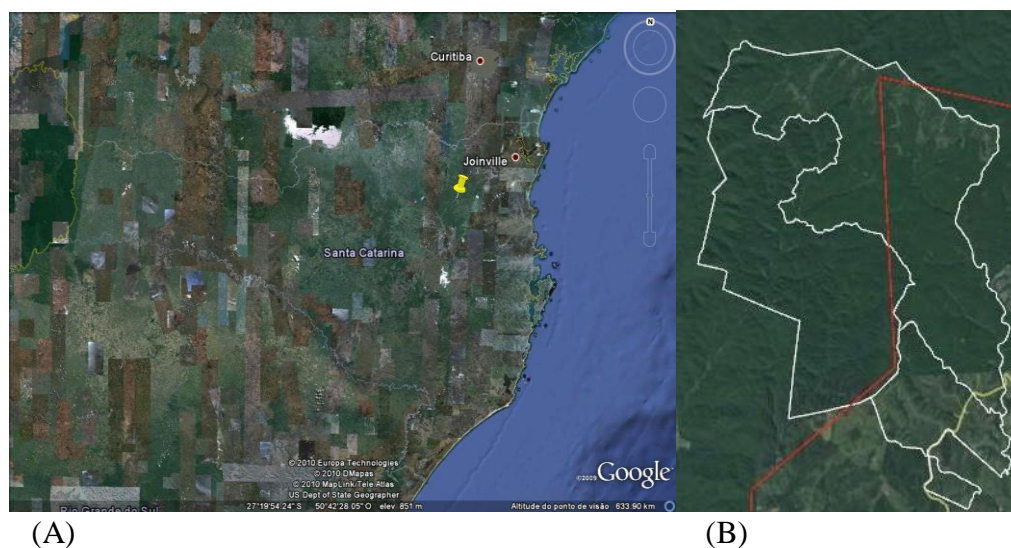 N
Curitiba
Joinville
Santa Catarina
© 2010 Europa Technologies
© 2010 DMapas
© 2010 MapLink/Tele Atlas
US Dept of State Geographer
©2009 Google
Rio Grande do Sul
27°19'54.24" S 50°42'28.05" O elev 851 m Altitude do ponto de visão 633.90 km
(A) (B)